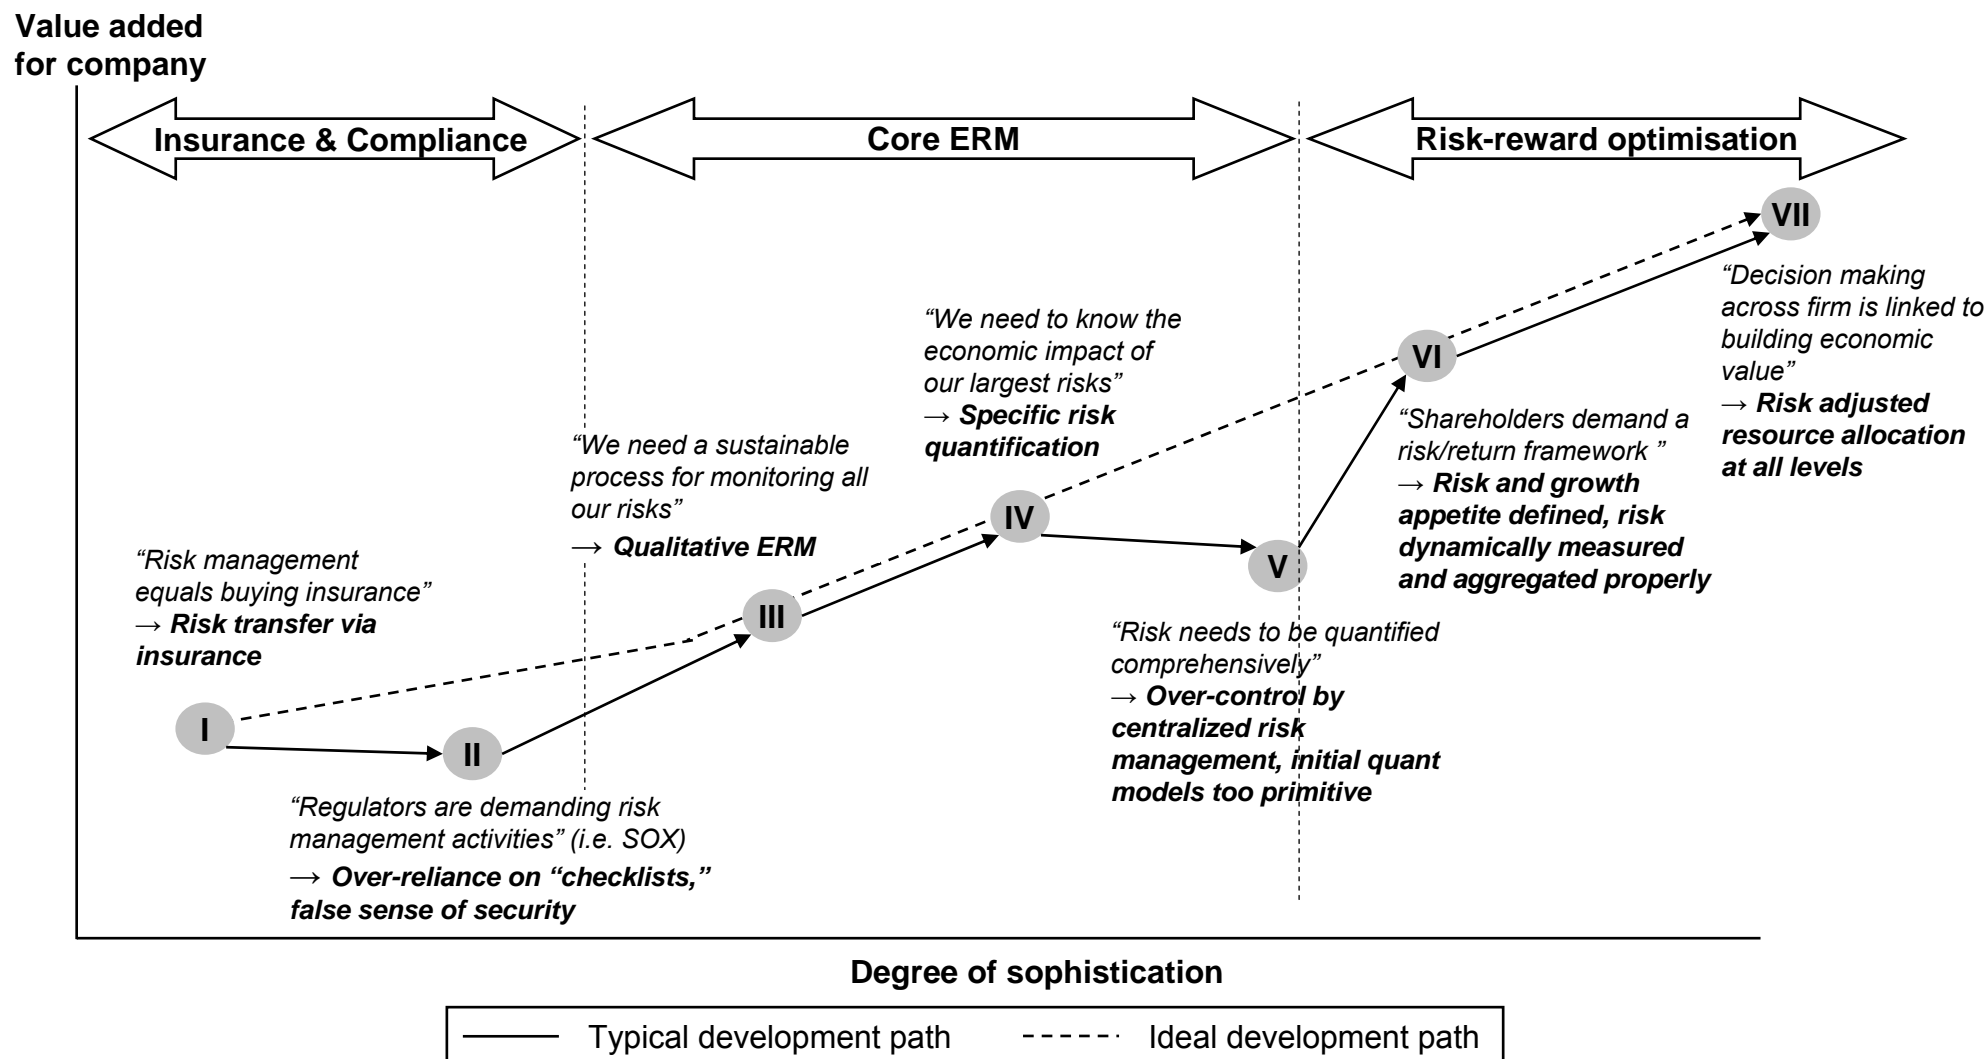 Value added
for company
Insurance & Compliance
Core ERM
Risk-reward optimisation
VII
“Decision making
across firm is linked to
building economic
value”
→ Risk adjusted
resource allocation
at all levels
VI
“Shareholders demand a
risk/return framework ”
→ Risk and growth
appetite defined, risk
dynamically measured
and aggregated properly
“We need to know the
economic impact of
our largest risks”
→ Specific risk
quantification
IV
V
“Risk needs to be quantified
comprehensively”
→ Over-control by
centralized risk
management, initial quant
models too primitive
“We need a sustainable
process for monitoring all
our risks”
→ Qualitative ERM
III
“Risk management
equals buying insurance”
→ Risk transfer via
insurance
I
II
“Regulators are demanding risk
management activities” (i.e. SOX)
→ Over-reliance on “checklists,”
false sense of security
Degree of sophistication
Typical development path
Ideal development path